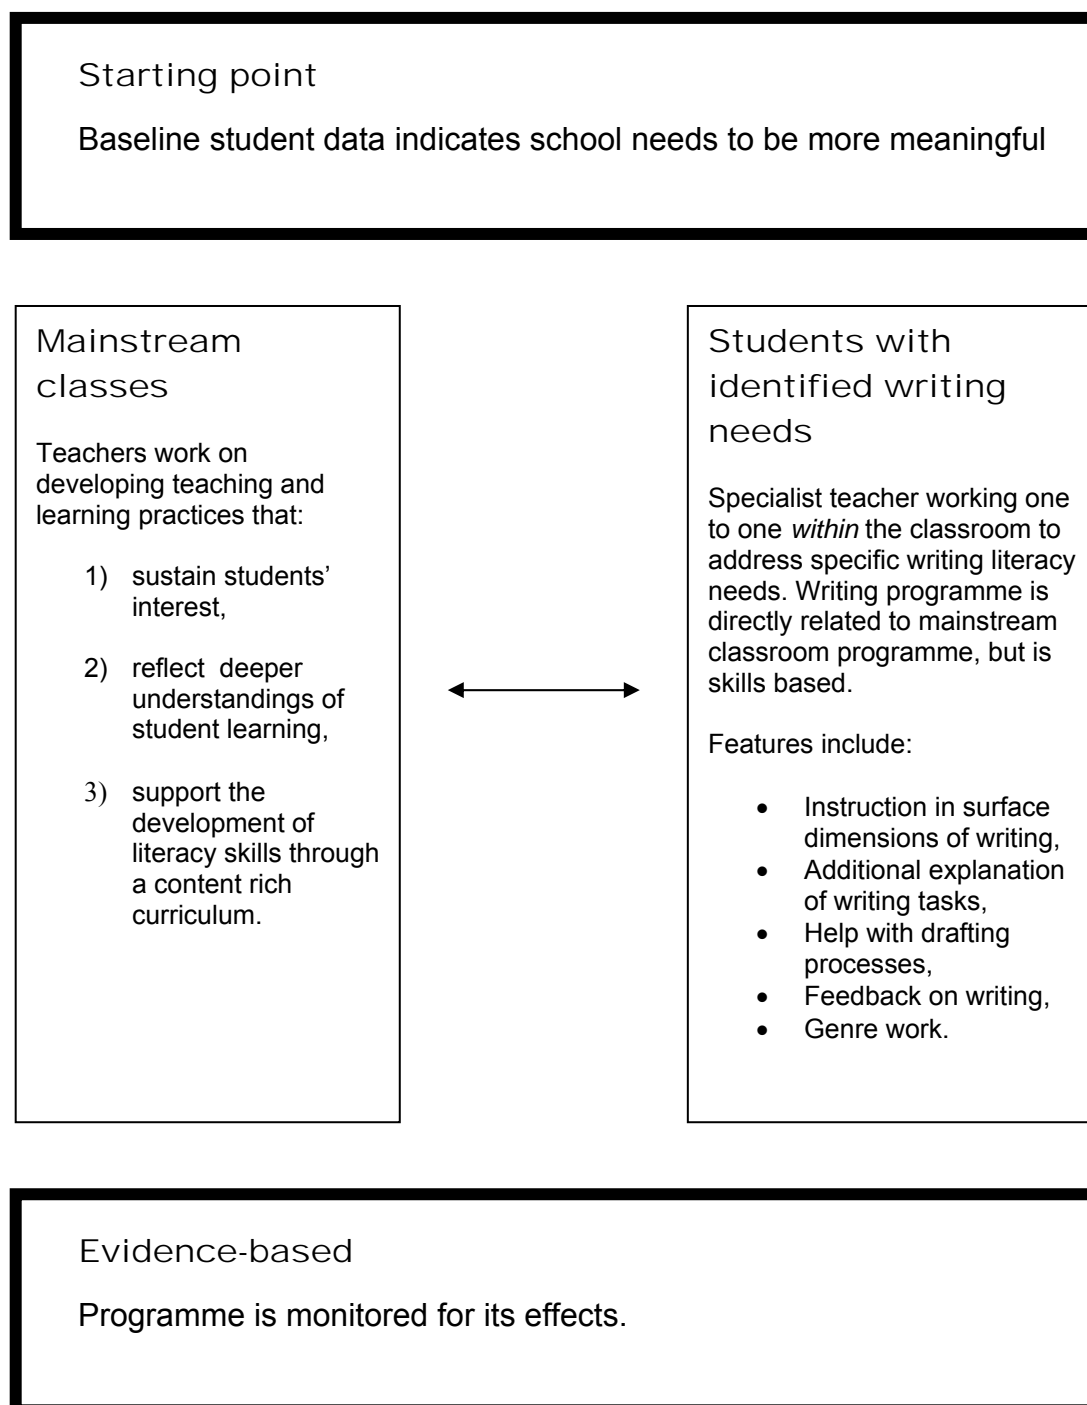 Starting point
Baseline student data indicates school needs to be more meaningful
Mainstream
classes
Teachers work on
developing teaching and
learning practices that:
1) sustain students’
interest,
2) reflect deeper
understandings of
student learning,
3) support the
development of
literacy skills through
a content rich
curriculum.
Students with
identified writing
needs
Specialist teacher working one
to one within the classroom to
address specific writing literacy
needs. Writing programme is
directly related to mainstream
classroom programme, but is
skills based.
Features include:
• Instruction in surface
dimensions of writing,
• Additional explanation
of writing tasks,
• Help with drafting
processes,
• Feedback on writing,
• Genre work.
Evidence-based
Programme is monitored for its effects.